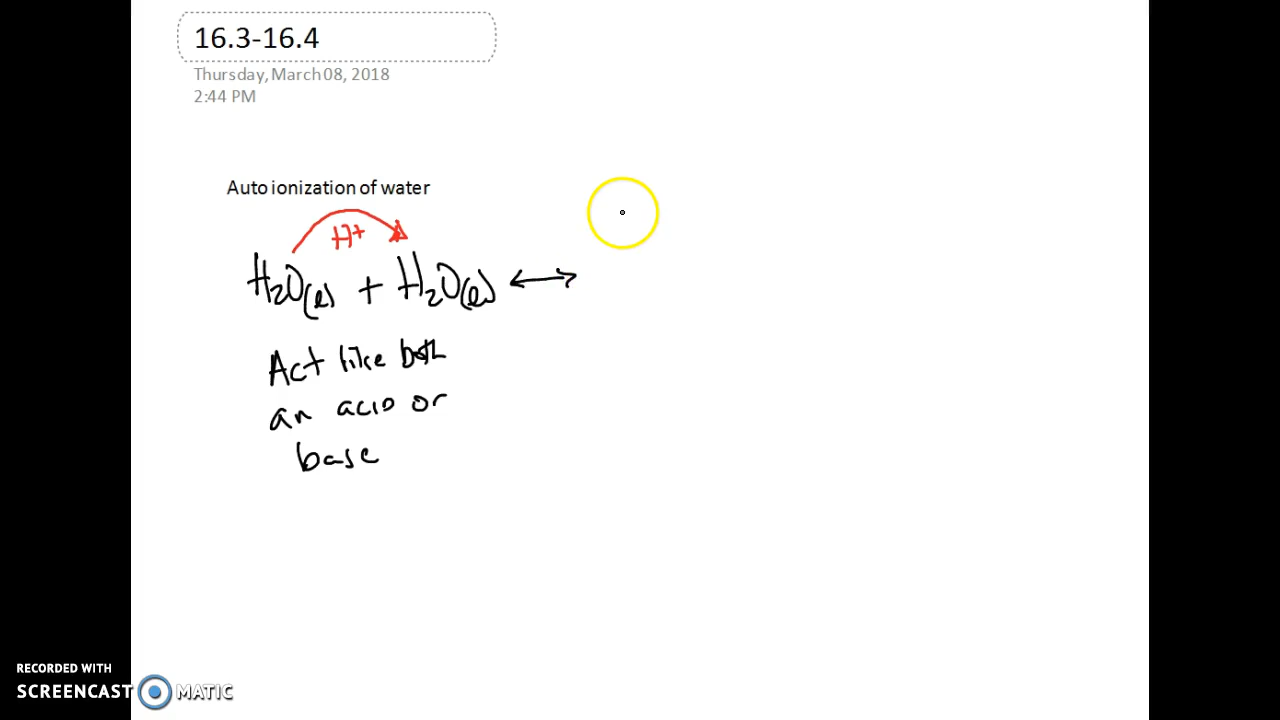 16.3-16.4
Thursday, March 08, 2018
2:44 PM
Auto ionization of water
H+
H₂O(l) + H₂O(l) ⟷
Act like both
an acid or
base
RECORDED WITH
SCREENCAST MATIC